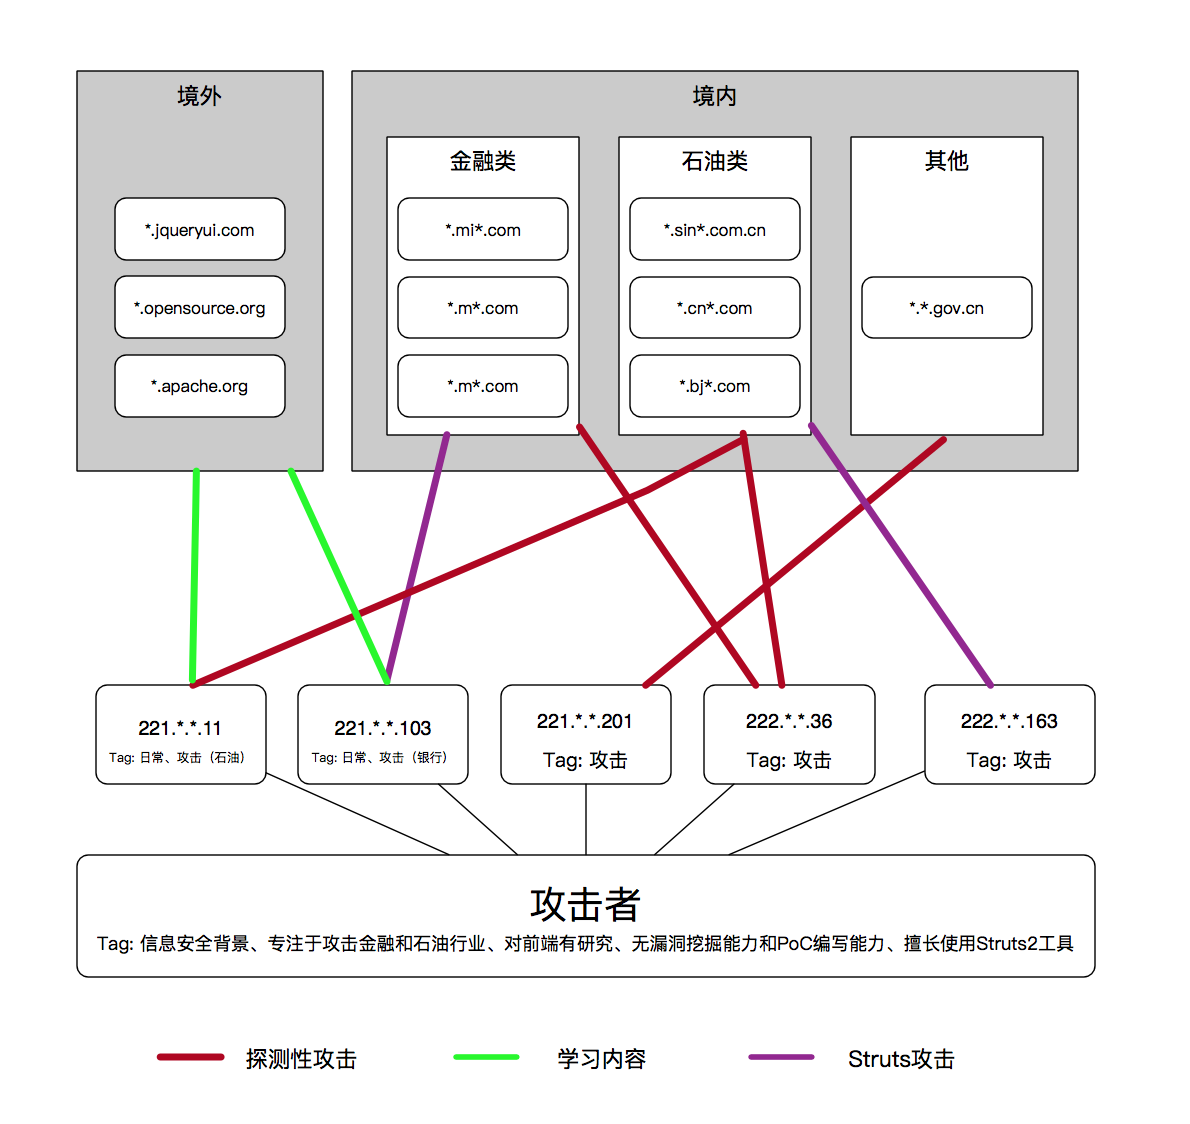 境外
*.jqueryui.com
*.opensource.org
*.apache.org
境内
金融类
*.mi*.com
*.m*.com
*.m*.com
石油类
*.sin*.com.cn
*.cn*.com
*.bj*.com
其他
*.*.gov.cn
221.*.*.11
Tag: 日常、攻击（石油）
221.*.*.103
Tag: 日常、攻击（银行）
221.*.*.201
Tag: 攻击
222.*.*.36
Tag: 攻击
222.*.*.163
Tag: 攻击
攻击者
Tag: 信息安全背景、专注于攻击金融和石油行业、对前端有研究、无漏洞挖掘能力和PoC编写能力、擅长使用Struts2工具
探测性攻击
学习内容
Struts攻击